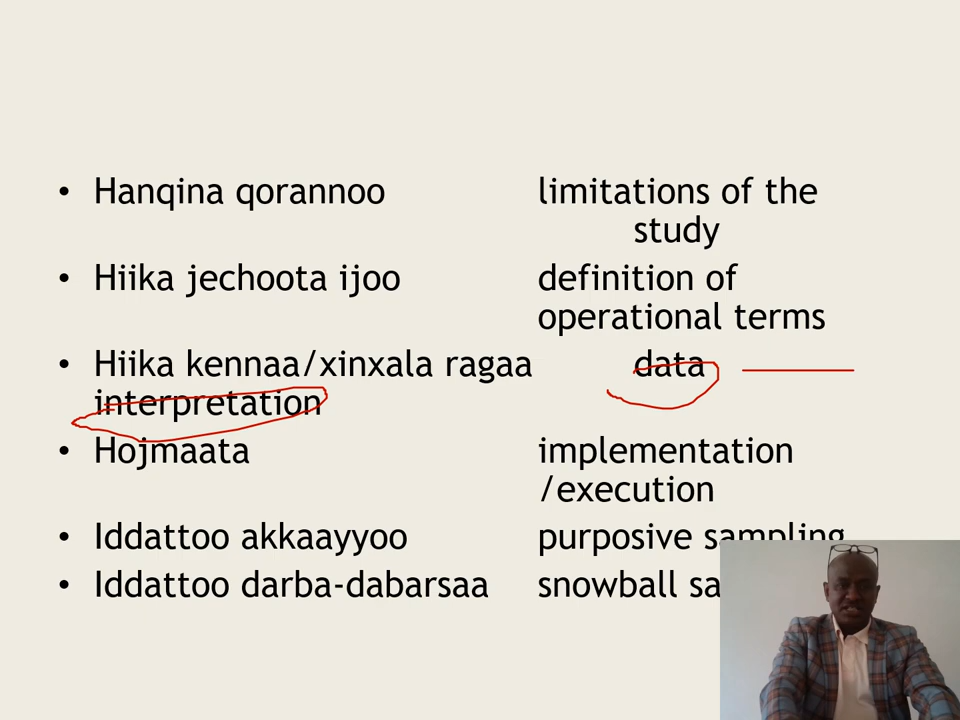 • Hanqina qorannoo limitations of the
study
• Hiika jechoota ijoo definition of
operational terms
• Hiika kennaa/xinxala ragaa data
interpretation
• Hojmaata implementation
/execution
• Iddattoo akkaayyoo purposive sampling
• Iddattoo darba-dabarsaa snowball